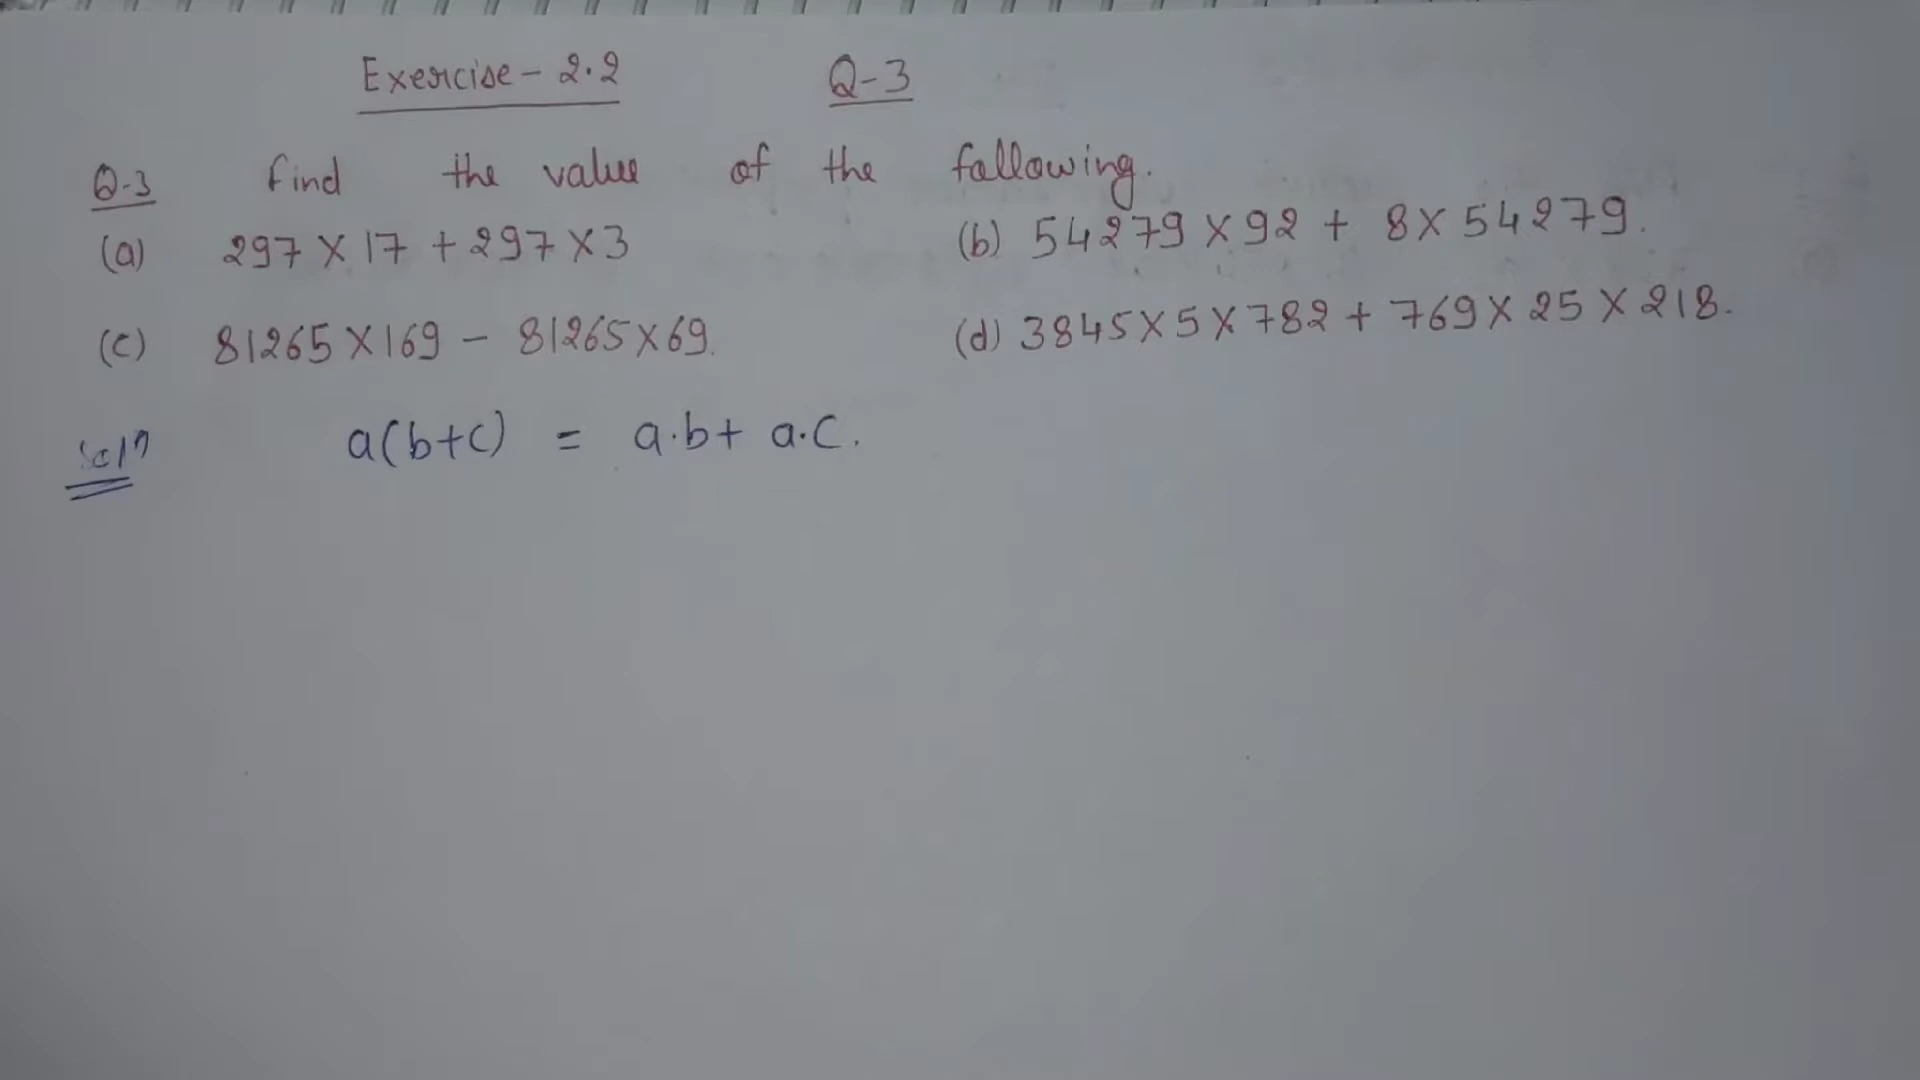 Exercise - 2.2 Q-3
Q-3 find the value of the following.
(a) 297 × 17 + 297 × 3 (b) 54279 × 92 + 8 × 54279.
(c) 81265 × 169 - 81265 × 69. (d) 3845 × 5 × 782 + 769 × 25 × 218.
Solⁿ a(b+c) = a·b + a·c.